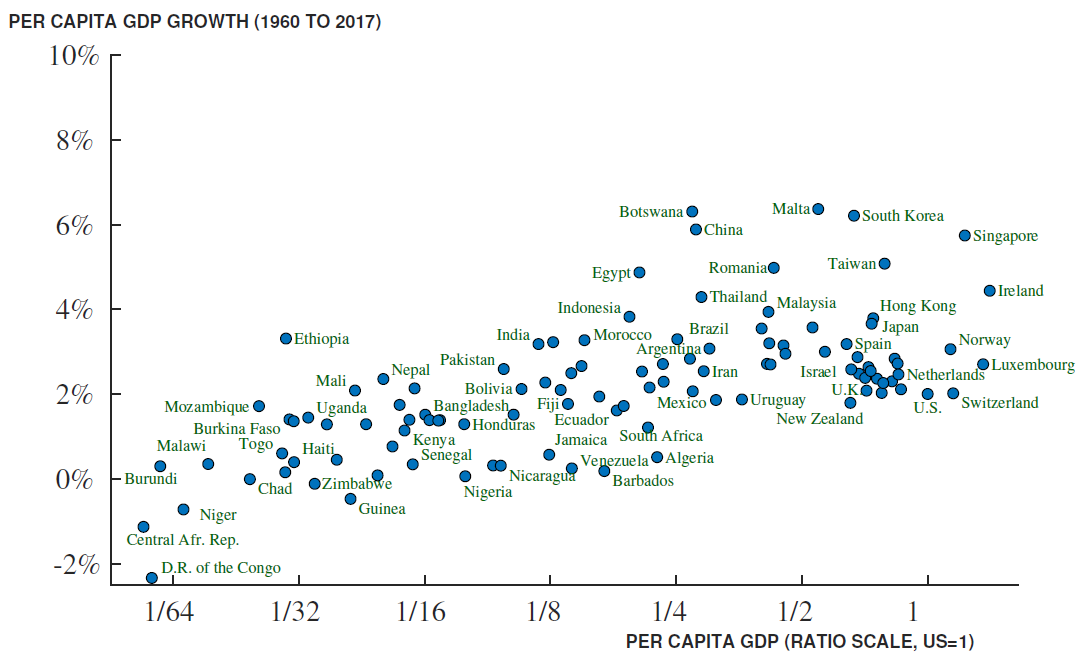 PER CAPITA GDP GROWTH (1960 TO 2017)
10%
8%
6%
4%
2%
0%
-2%
Botswana
China
Malta
South Korea
Singapore
Egypt
Romania
Taiwan
Ireland
Indonesia
Thailand
Malaysia
Hong Kong
Japan
Ethiopia
India
Morocco
Brazil
Argentina
Spain
Norway
Pakistan
Iran
Israel
Luxembourg
Nepal
Mali
Bolivia
Netherlands
U.K.
Mozambique
Uganda
Bangladesh
Fiji
Mexico
Uruguay
U.S.
Switzerland
Burkina Faso
Honduras
Ecuador
New Zealand
Malawi
Togo
Haiti
Kenya
Jamaica
South Africa
Senegal
Venezuela
Algeria
Burundi
Chad
Zimbabwe
Nicaragua
Barbados
Nigeria
Niger
Guinea
Central Afr. Rep.
D.R. of the Congo
1/64
1/32
1/16
1/8
1/4
1/2
1
PER CAPITA GDP (RATIO SCALE, US=1)